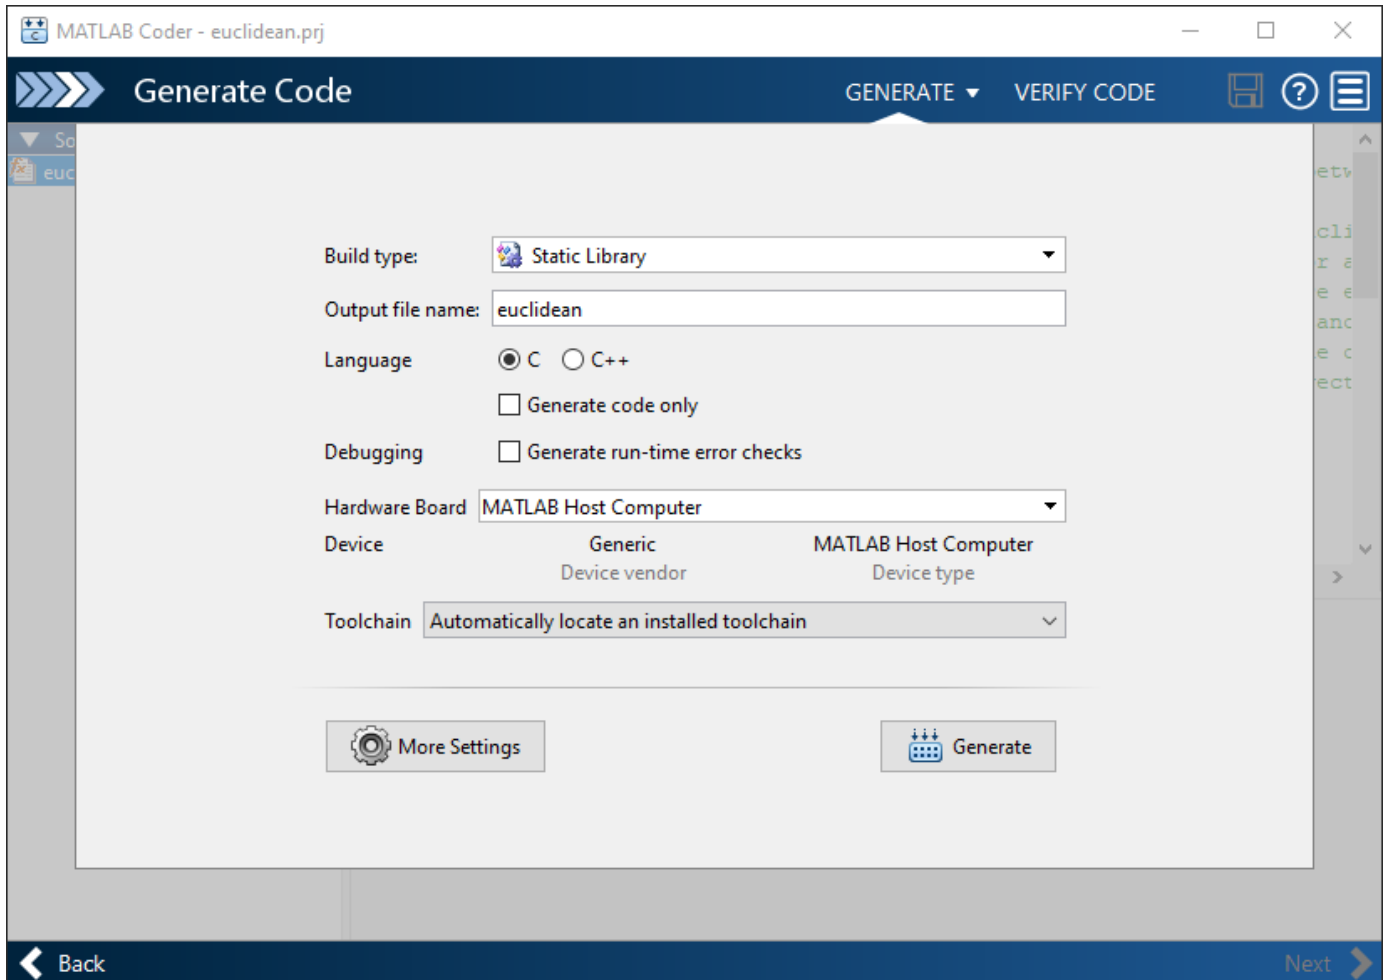 MATLAB Coder - euclidean.prj
Generate Code
GENERATE
VERIFY CODE
Build type:
Static Library
Output file name:
euclidean
Language
C
C++
Generate code only
Debugging
Generate run-time error checks
Hardware Board
MATLAB Host Computer
Device
Generic
MATLAB Host Computer
Device vendor
Device type
Toolchain
Automatically locate an installed toolchain
More Settings
Generate
Back
Next